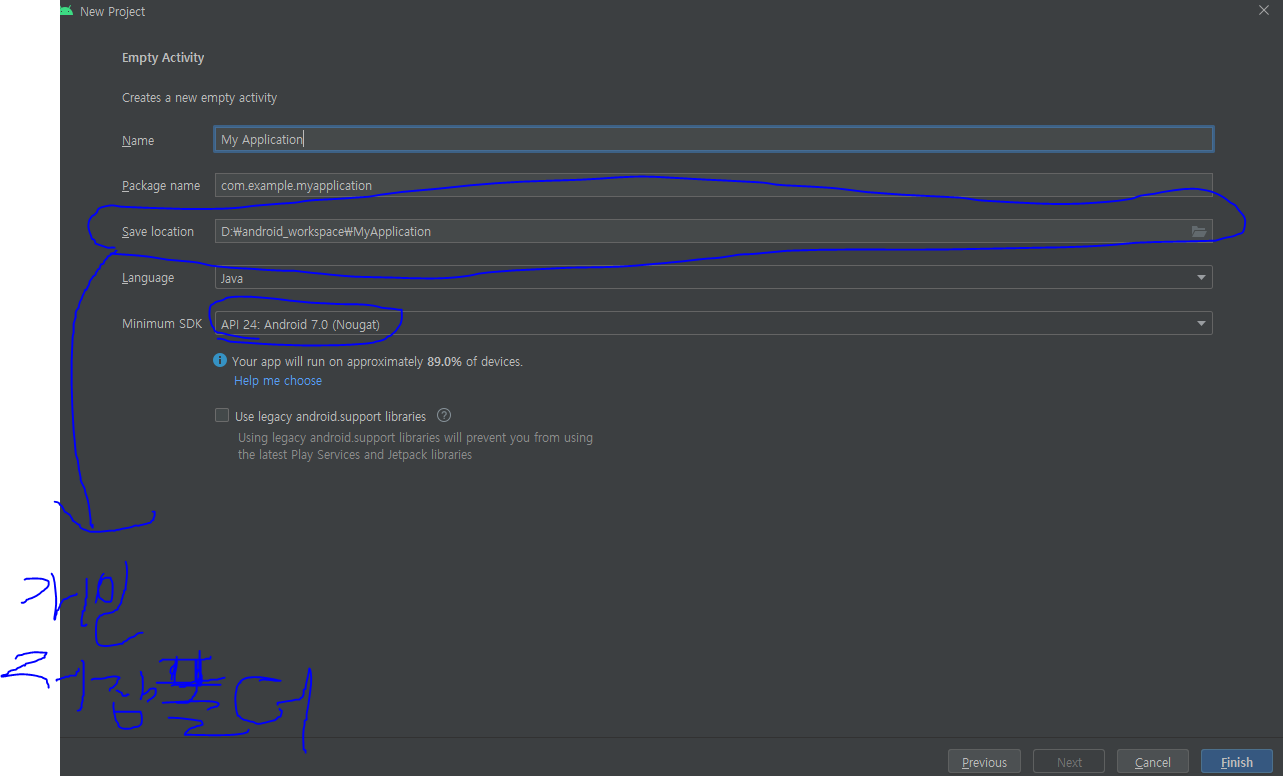 New Project
Empty Activity
Creates a new empty activity
Name My Application
Package name com.example.myapplication
Save location D:₩android_workspace₩MyApplication
Language Java
Minimum SDK API 24: Android 7.0 (Nougat)
Your app will run on approximately 89.0% of devices.
Help me choose
Use legacy android.support libraries ?
Using legacy android.support libraries will prevent you from using
the latest Play Services and Jetpack libraries
개인
저장폴더
Previous Next Cancel Finish